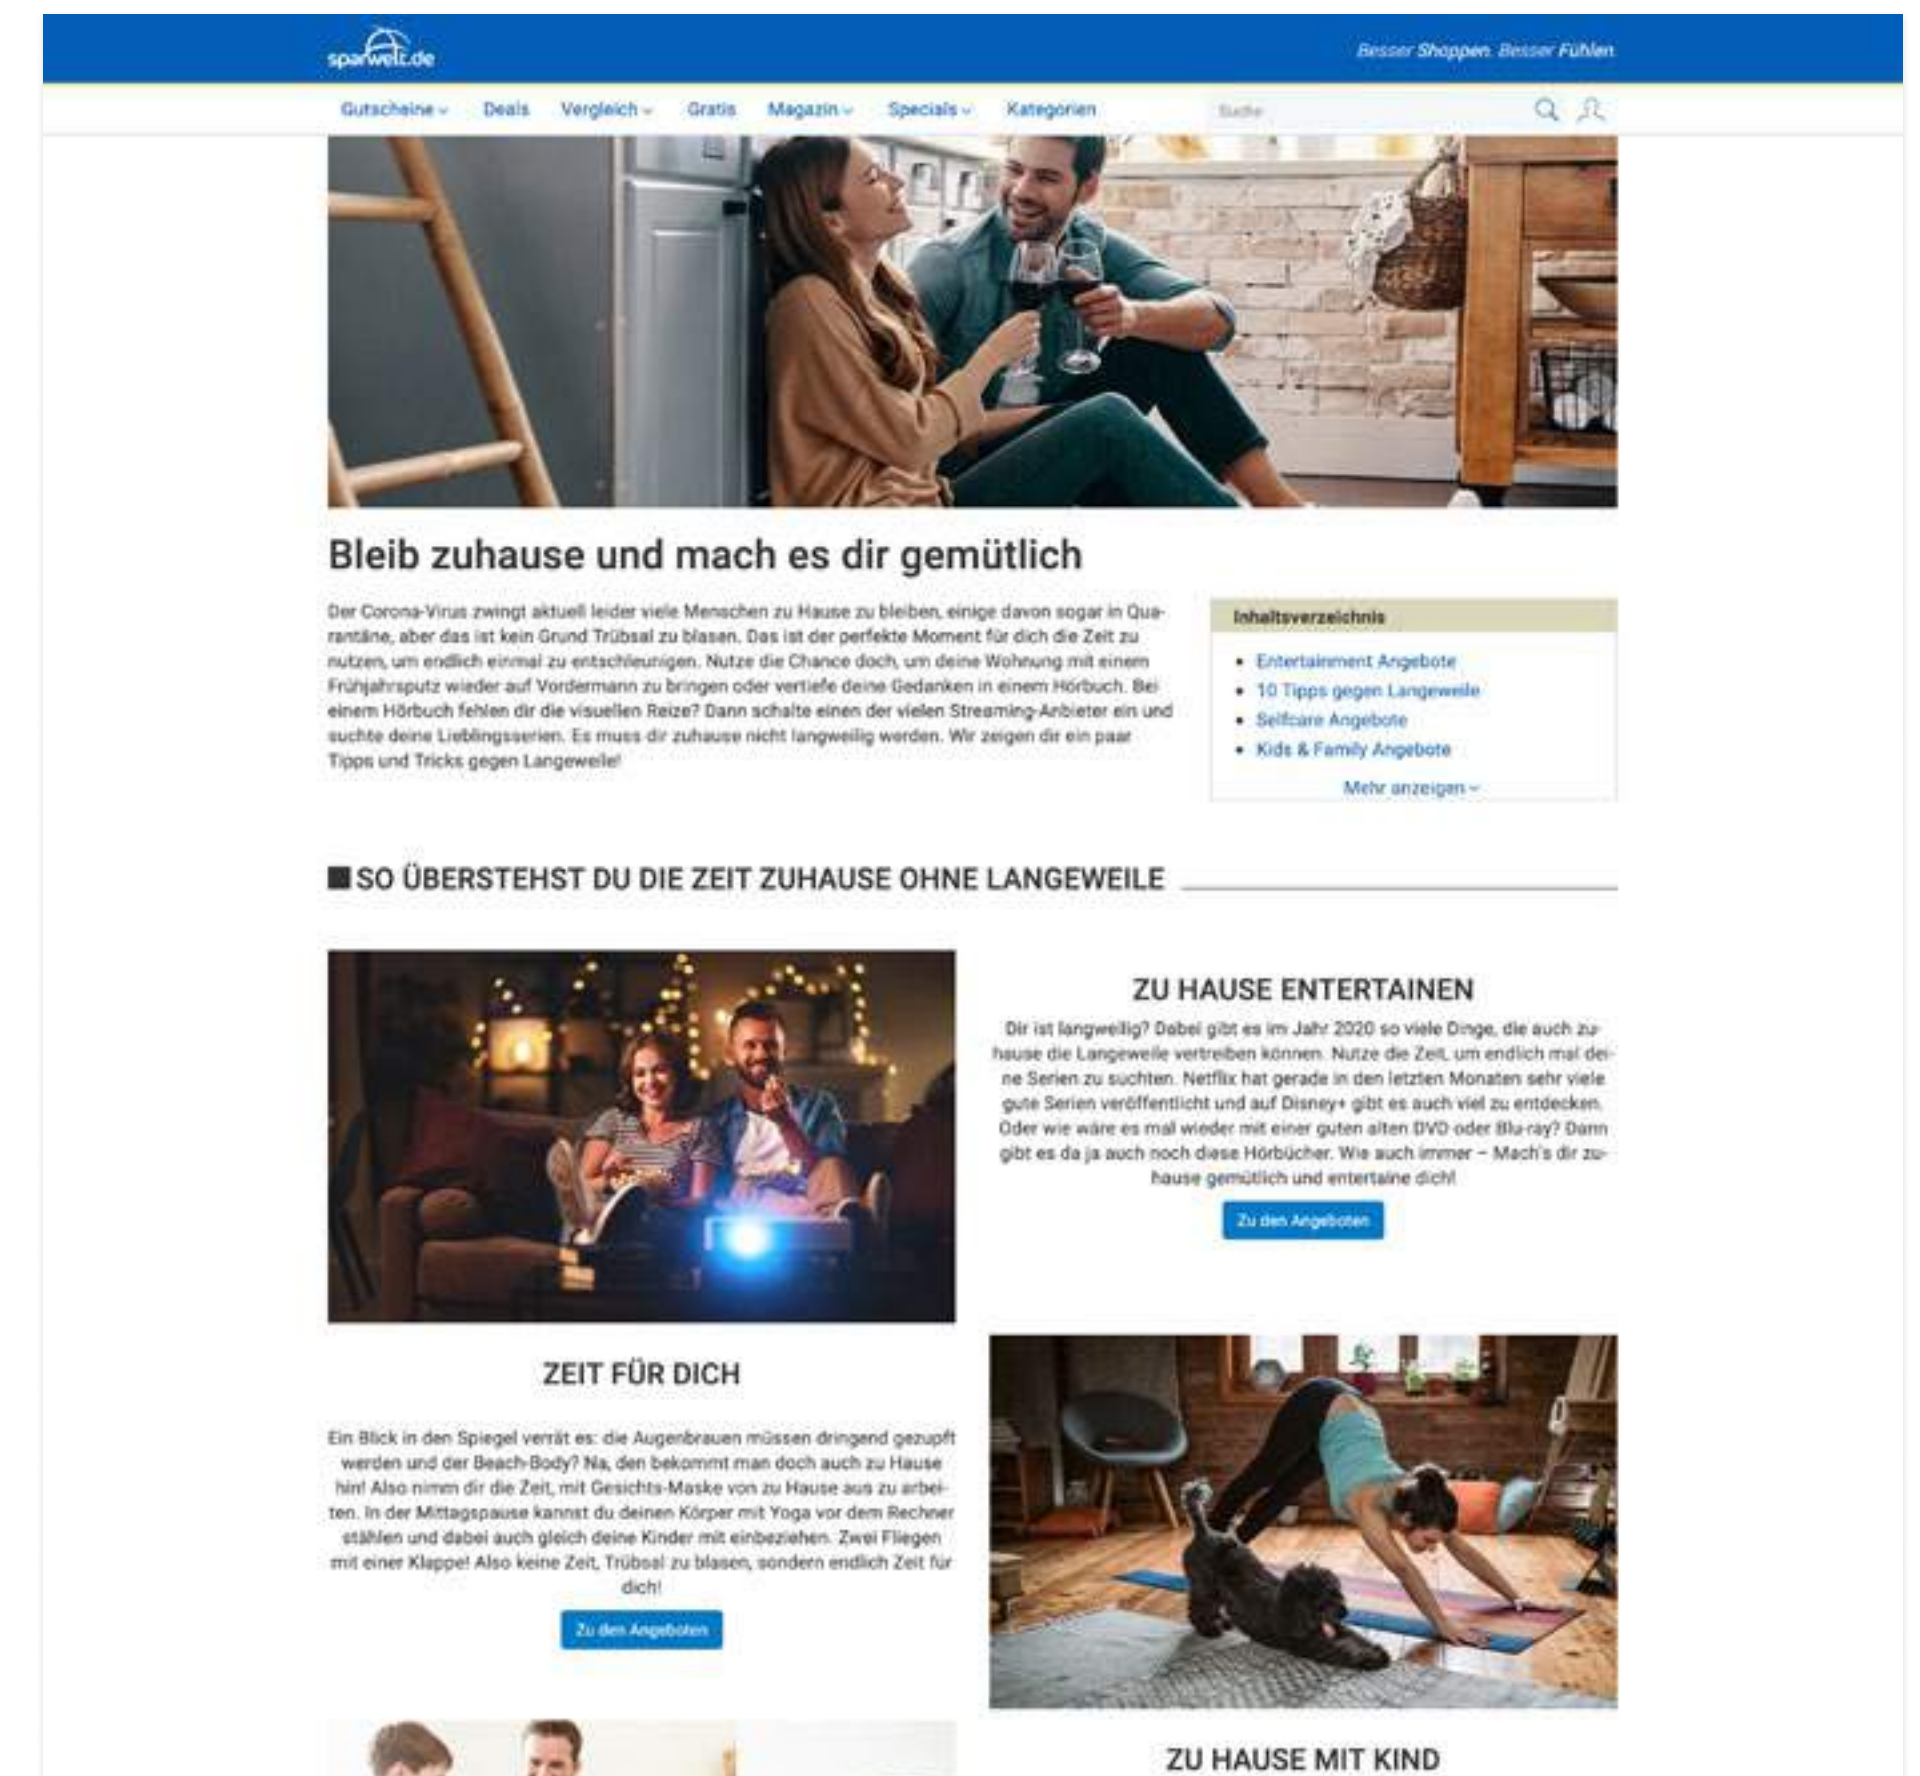 sparwelt.de
Besser Shoppen. Besser Fühlen.
Gutscheine Deals Vergleich Gratis Magazin Specials Kategorien Suche
Bleib zuhause und mach es dir gemütlich
Der Corona-Virus zwingt aktuell leider viele Menschen zu Hause zu bleiben, einige davon sogar in Qua-
rantäne, aber das ist kein Grund Trübsal zu blasen. Das ist der perfekte Moment für dich die Zeit zu
nutzen, um endlich einmal zu entschleunigen. Nutze die Chance doch, um deine Wohnung mit einem
Frühjahrsputz wieder auf Vordermann zu bringen oder vertiefe deine Gedanken in einem Hörbuch. Bei
einem Hörbuch fehlen dir die visuellen Reize? Dann schalte einen der vielen Streaming-Anbieter ein und
suchte deine Lieblingsserien. Es muss dir zuhause nicht langweilig werden. Wir zeigen dir ein paar
Tipps und Tricks gegen Langeweile!
Inhaltsverzeichnis
Entertainment Angebote
10 Tipps gegen Langeweile
Selfcare Angebote
Kids & Family Angebote
Mehr anzeigen
SO ÜBERSTEHST DU DIE ZEIT ZUHAUSE OHNE LANGEWEILE
ZU HAUSE ENTERTAINEN
Dir ist langweilig? Dabei gibt es im Jahr 2020 so viele Dinge, die auch zu-
hause die Langeweile vertreiben können. Nutze die Zeit, um endlich mal dei-
ne Serien zu suchten. Netflix hat gerade in den letzten Monaten sehr viele
gute Serien veröffentlicht und auf Disney+ gibt es auch viel zu entdecken.
Oder wie wäre es mal wieder mit einer guten alten DVD oder Blu-ray? Dann
gibt es da ja auch noch diese Hörbücher. Wie auch immer – Mach's dir zu-
hause gemütlich und entertaine dich!
Zu den Angeboten
ZEIT FÜR DICH
Ein Blick in den Spiegel verrät es: die Augenbrauen müssen dringend gezupft
werden und der Beach-Body? Na, den bekommt man doch auch zu Hause
hin! Also nimm dir die Zeit, mit Gesichts-Maske von zu Hause aus zu arbei-
ten. In der Mittagspause kannst du deinen Körper mit Yoga vor dem Rechner
stählen und dabei auch gleich deine Kinder mit einbeziehen. Zwei Fliegen
mit einer Klappe! Also keine Zeit, Trübsal zu blasen, sondern endlich Zeit für
dich!
Zu den Angeboten
ZU HAUSE MIT KIND